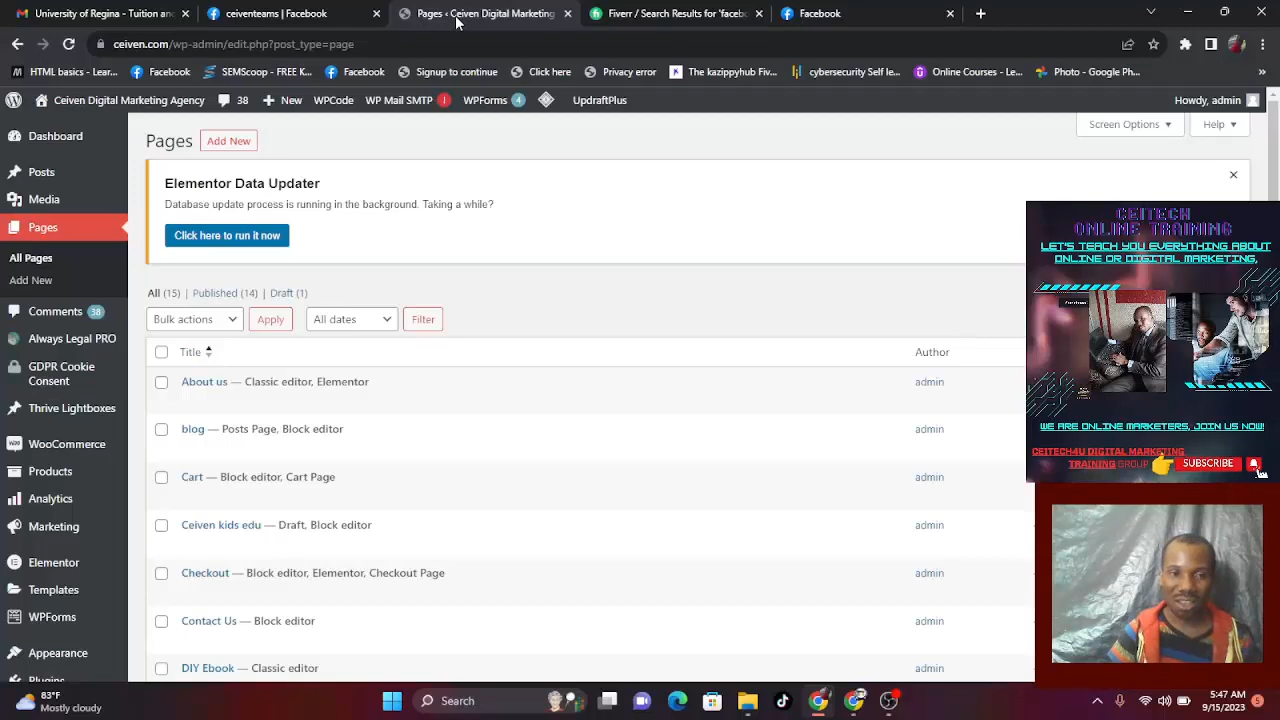 University of Regina - Tuition an
ceiventeams | Facebook
Pages ‹ Ceiven Digital Marketing
Fiverr / Search Results for 'faceb
Facebook
ceiven.com/wp-admin/edit.php?post_type=page
HTML basics - Lear...
Facebook
SEMScoop - FREE K...
Facebook
Signup to continue
Click here
Privacy error
The kazippyhub Fiv...
cybersecurity Self le...
Online Courses - Le...
Photo - Google Ph...
Ceiven Digital Marketing Agency
38
New
WPCode
WP Mail SMTP
!
WPForms
4
UpdraftPlus
Howdy, admin
Dashboard
Posts
Media
Pages
All Pages
Add New
Comments 38
Always Legal PRO
GDPR Cookie
Consent
Thrive Lightboxes
WooCommerce
Products
Analytics
Marketing
Elementor
Templates
WPForms
Appearance
Plugins
Screen Options
Help
Pages
Add New
Elementor Data Updater
Database update process is running in the background. Taking a while?
Click here to run it now
All (15) | Published (14) | Draft (1)
Bulk actions
Apply
All dates
Filter
Title
Author
About us — Classic editor, Elementor
admin
blog — Posts Page, Block editor
admin
Cart — Block editor, Cart Page
admin
Ceiven kids edu — Draft, Block editor
admin
Checkout — Block editor, Elementor, Checkout Page
admin
Contact Us — Block editor
admin
DIY Ebook — Classic editor
admin
CEITECH
ONLINE TRAINING
LET'S TEACH YOU EVERYTHING ABOUT
ONLINE OR DIGITAL MARKETING,
WE ARE ONLINE MARKETERS, JOIN US NOW!
CEITECH4U DIGITAL MARKETING
TRAINING GROUP
SUBSCRIBE
83°F
Mostly cloudy
Search
5:47 AM
9/15/2023
5